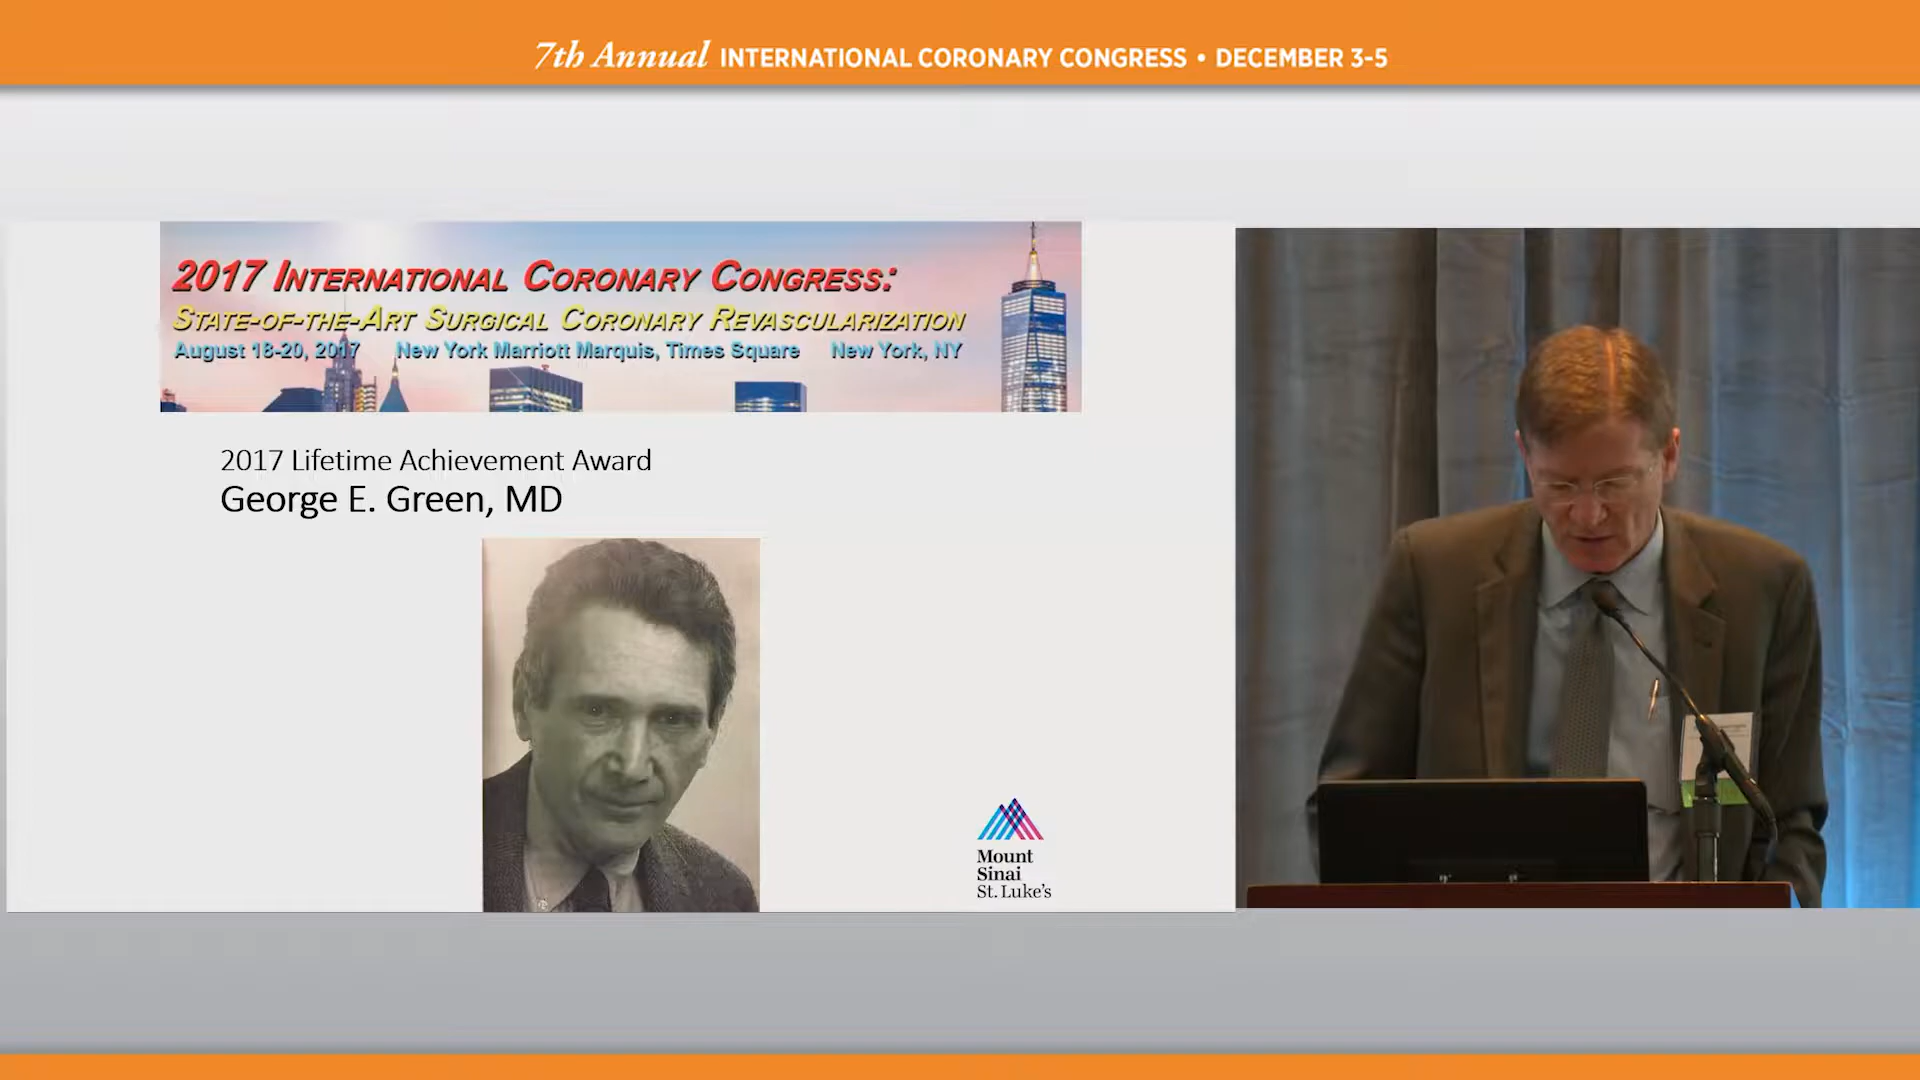 7th Annual INTERNATIONAL CORONARY CONGRESS • DECEMBER 3-5
2017 INTERNATIONAL CORONARY CONGRESS:
STATE-OF-THE-ART SURGICAL CORONARY REVASCULARIZATION
August 18-20, 2017 New York Marriott Marquis, Times Square New York, NY
2017 Lifetime Achievement Award
George E. Green, MD
Mount
Sinai
St. Luke's